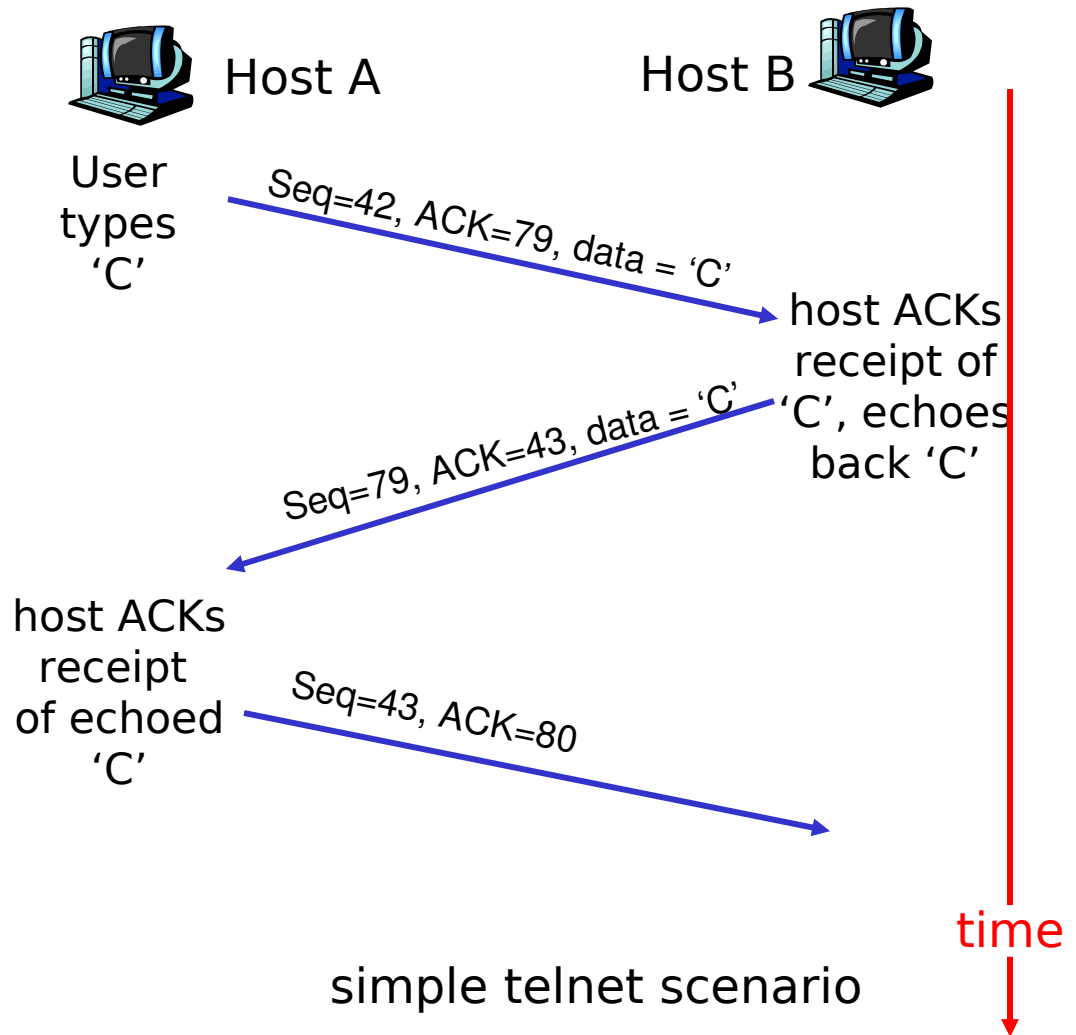 Host A
Host B
User
types
‘C’
Seq=42, ACK=79, data = ‘C’
host ACKs
receipt of
‘C’, echoes
back ‘C’
Seq=79, ACK=43, data = ‘C’
host ACKs
receipt
of echoed
‘C’
Seq=43, ACK=80
time
simple telnet scenario